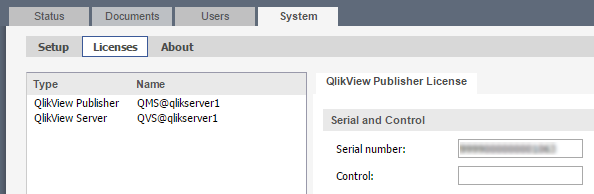 Status Documents Users System
Setup Licenses About
Type Name
QlikView Publisher QMS@qlikserver1
QlikView Server QVS@qlikserver1
QlikView Publisher License
Serial and Control
Serial number:
Control: